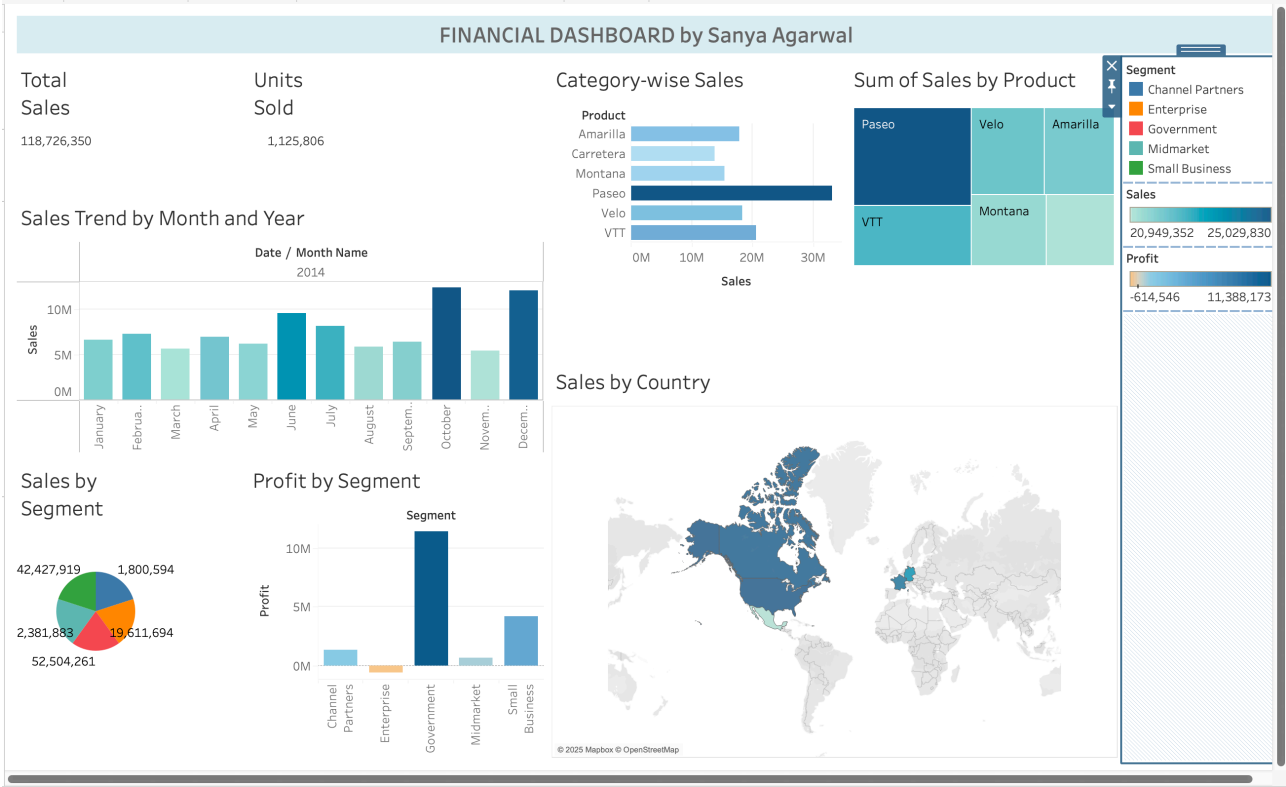 FINANCIAL DASHBOARD by Sanya Agarwal
Total
Sales
118,726,350
Units
Sold
1,125,806
Sales Trend by Month and Year
Date / Month Name
2014
Sales
10M
5M
0M
January
Februa..
March
April
May
June
July
August
Septem..
October
Novem..
Decem..
Sales by
Segment
42,427,919
1,800,594
2,381,883
19,611,694
52,504,261
Profit by Segment
Segment
Profit
10M
5M
0M
Channel
Partners
Enterprise
Government
Midmarket
Small
Business
Category-wise Sales
Product
Amarilla
Carretera
Montana
Paseo
Velo
VTT
0M
10M
20M
30M
Sales
Sum of Sales by Product
Paseo
Velo
Amarilla
VTT
Montana
Sales by Country
© 2025 Mapbox © OpenStreetMap
Segment
Channel Partners
Enterprise
Government
Midmarket
Small Business
Sales
20,949,352 25,029,830
Profit
-614,546 11,388,173